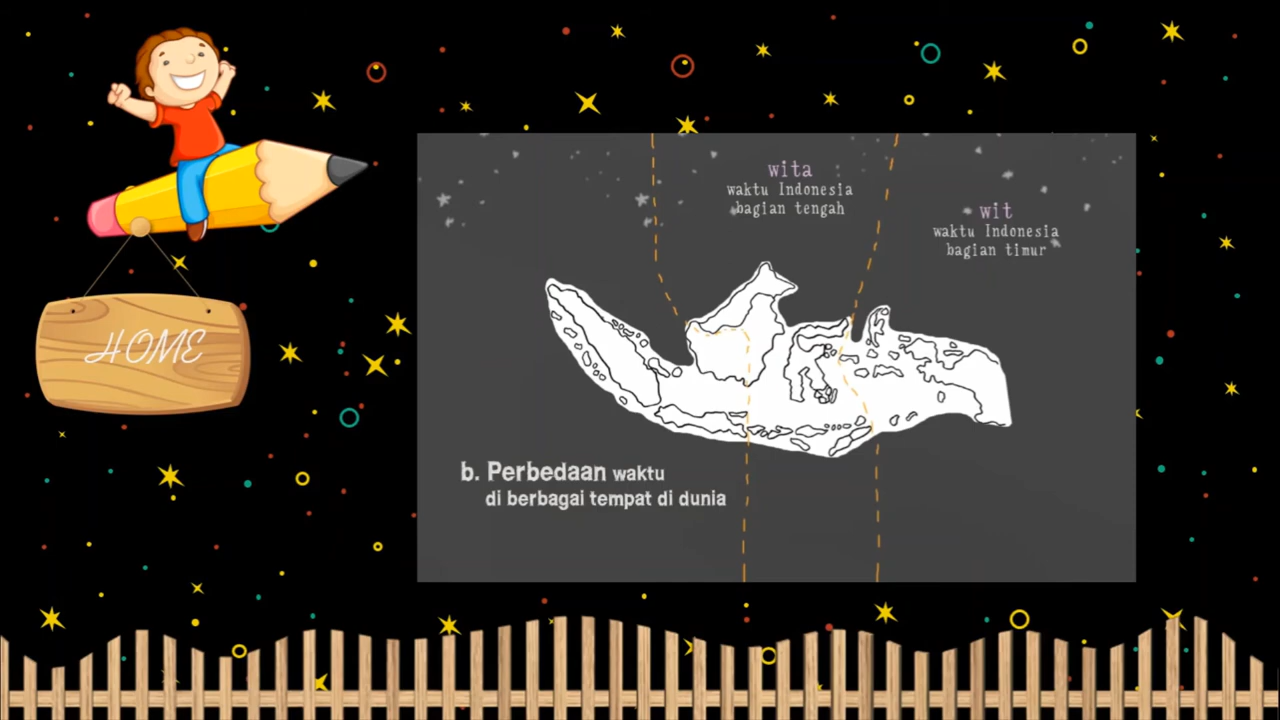 HOME
wita
waktu Indonesia
bagian tengah
wit
waktu Indonesia
bagian timur
b. Perbedaan waktu
di berbagai tempat di dunia